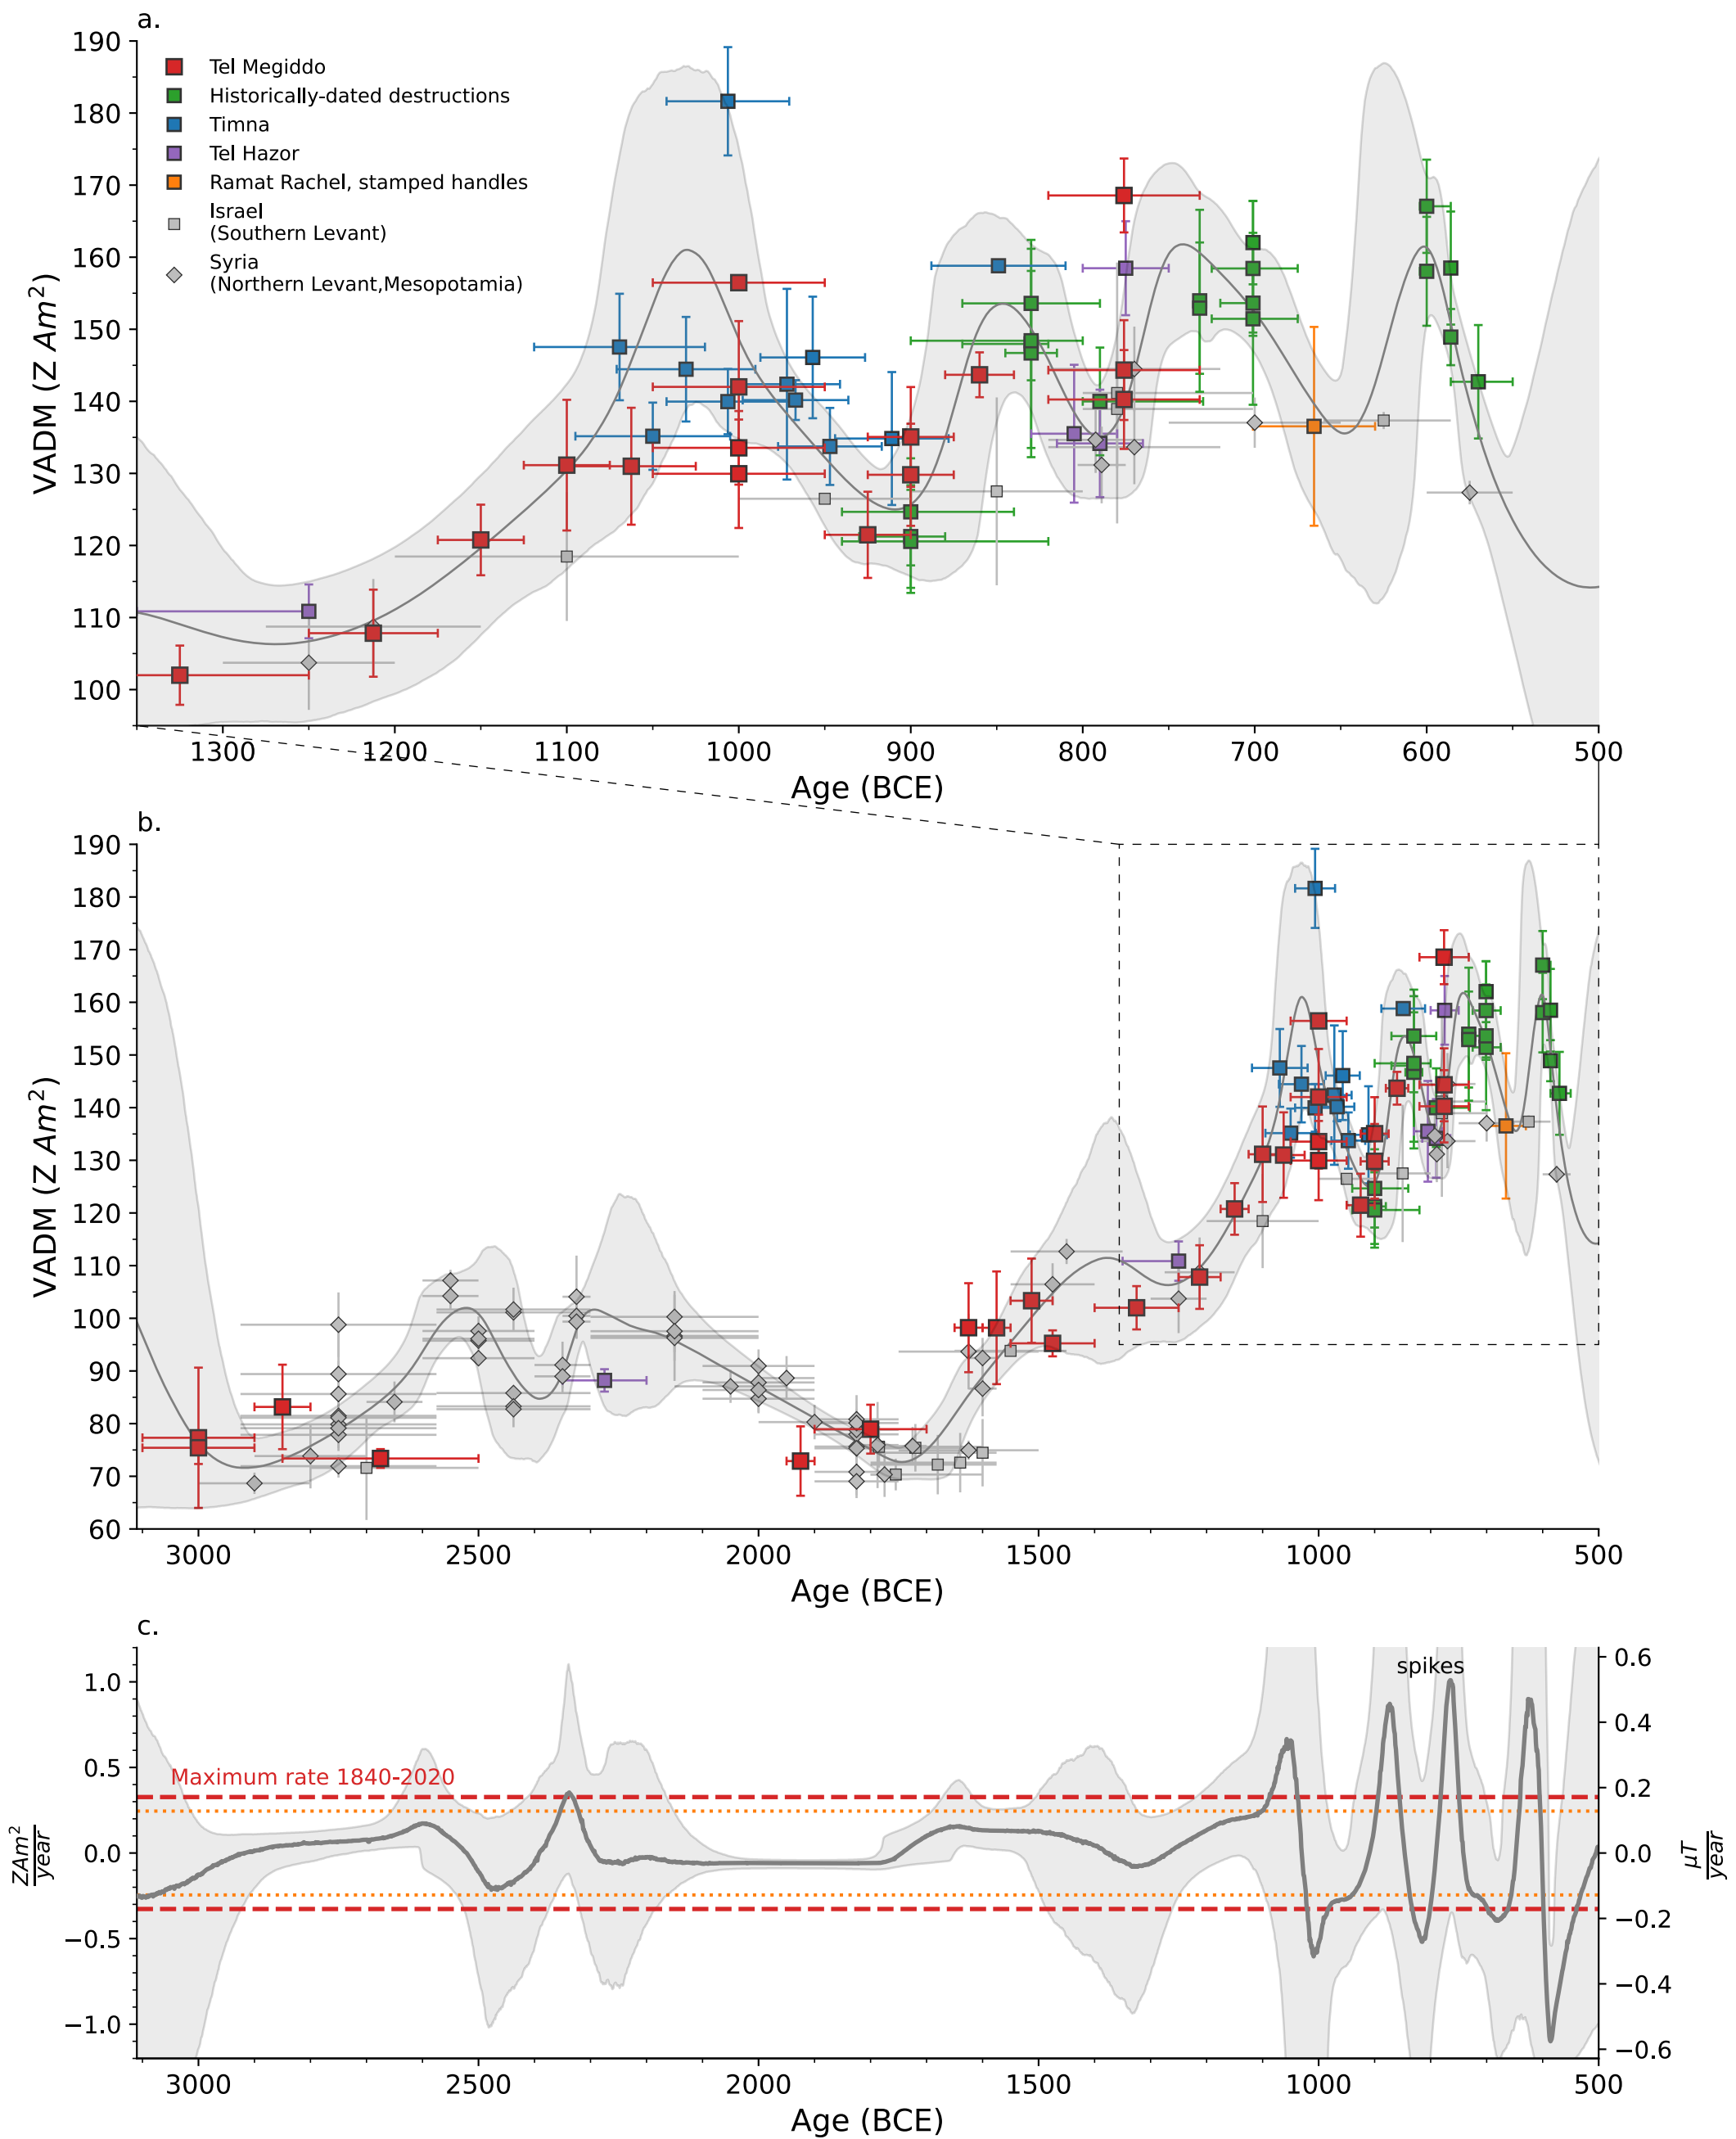 a.
190
180
170
160
150
140
130
120
110
100
VADM (Z Am²)
Tel Megiddo
Historically-dated destructions
Timna
Tel Hazor
Ramat Rachel, stamped handles
Israel
(Southern Levant)
Syria
(Northern Levant,Mesopotamia)
1300 1200 1100 1000 900 800 700 600 500
Age (BCE)
b.
190
180
170
160
150
140
130
120
110
100
90
80
70
60
VADM (Z Am²)
3000 2500 2000 1500 1000 500
Age (BCE)
c.
1.0
0.5
0.0
−0.5
−1.0
ZAm²
year
Maximum rate 1840-2020
spikes
0.6
0.4
0.2
0.0
−0.2
−0.4
−0.6
μT
year
3000 2500 2000 1500 1000 500
Age (BCE)